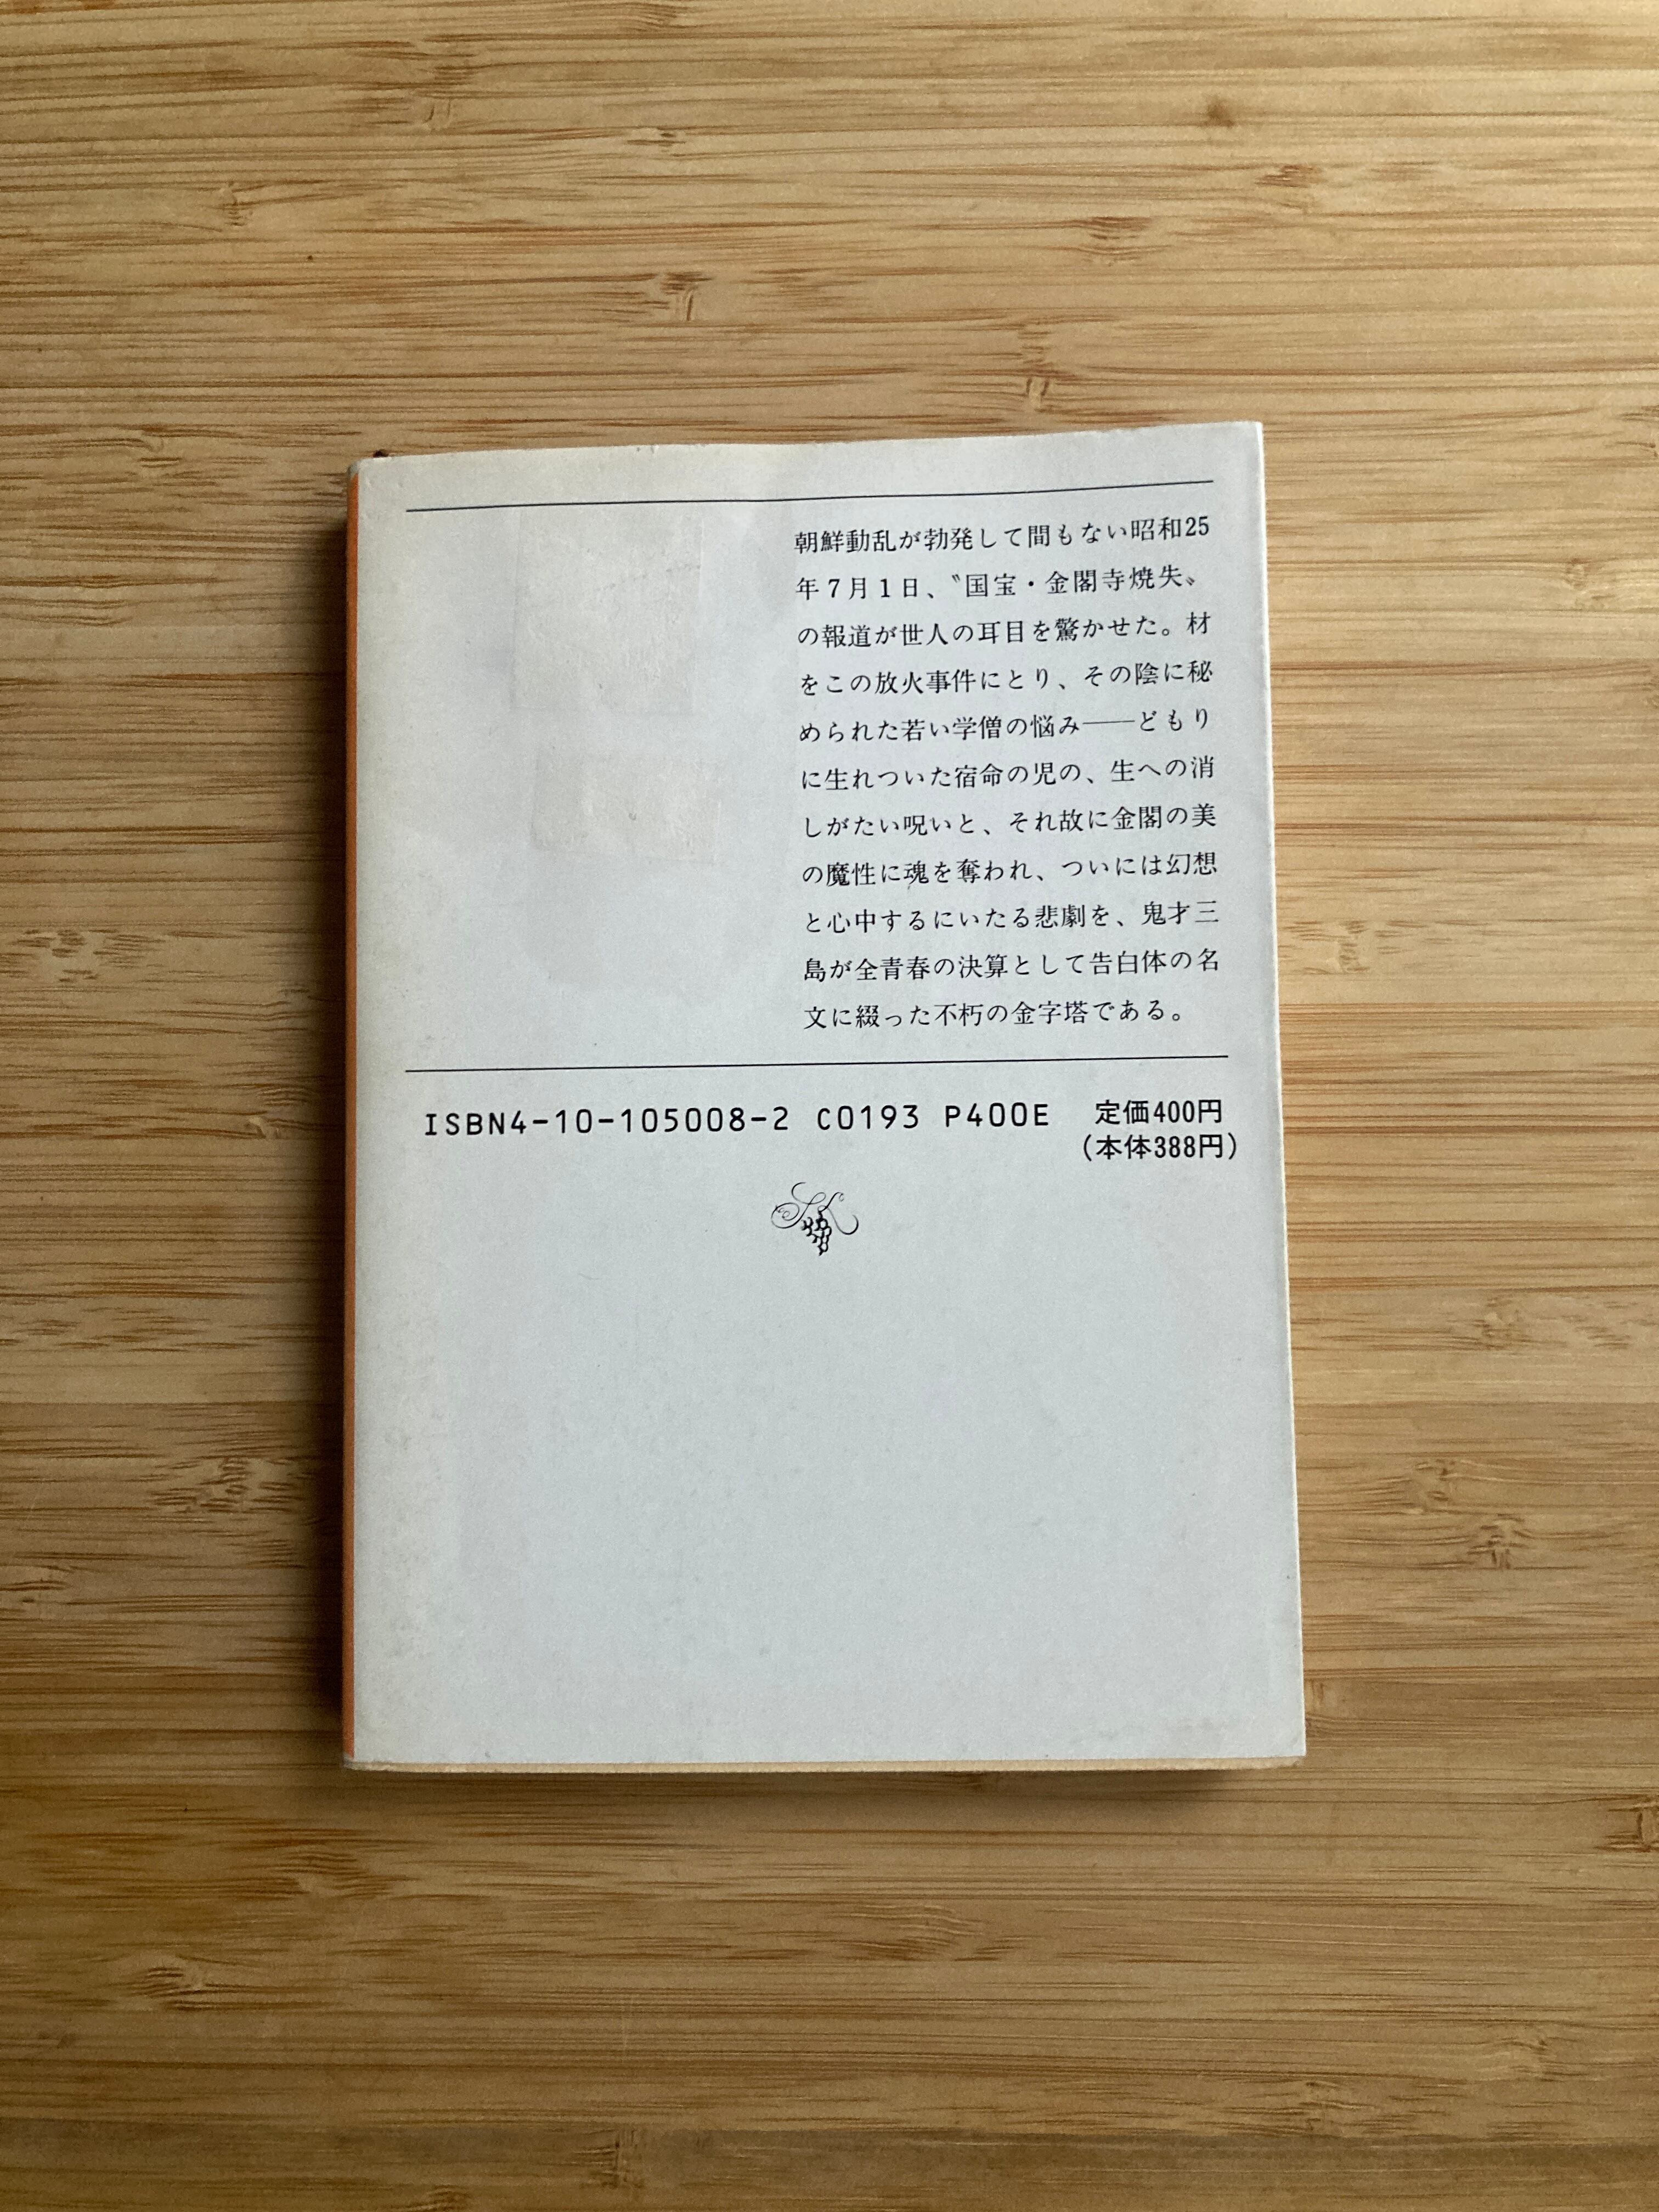 朝鮮動乱が勃発して間もない昭和25
年7月1日、〝国宝・金閣寺焼失〟
の報道が世人の耳目を驚かせた。材
をこの放火事件にとり、その陰に秘
められた若い学僧の悩み――どもり
に生れついた宿命の児の、生への消
しがたい呪いと、それ故に金閣の美
の魔性に魂を奪われ、ついには幻想
と心中するにいたる悲劇を、鬼才三
島が全青春の決算として告白体の名
文に綴った不朽の金字塔である。
ISBN4-10-105008-2 C0193 P400E 定価400円
(本体388円)